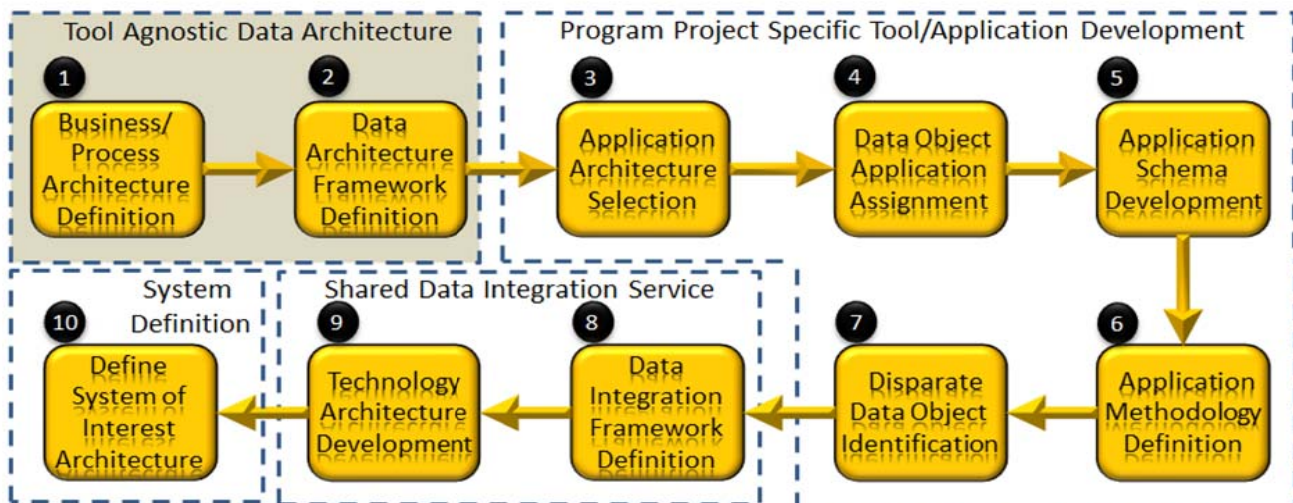 Tool Agnostic Data Architecture
Program Project Specific Tool/Application Development
1
Business/
Process
Architecture
Definition
2
Data
Architecture
Framework
Definition
3
Application
Architecture
Selection
4
Data Object
Application
Assignment
5
Application
Schema
Development
6
Application
Methodology
Definition
7
Disparate
Data Object
Identification
Shared Data Integration Service
8
Data
Integration
Framework
Definition
9
Technology
Architecture
Development
System
Definition
10
Define
System of
Interest
Architecture